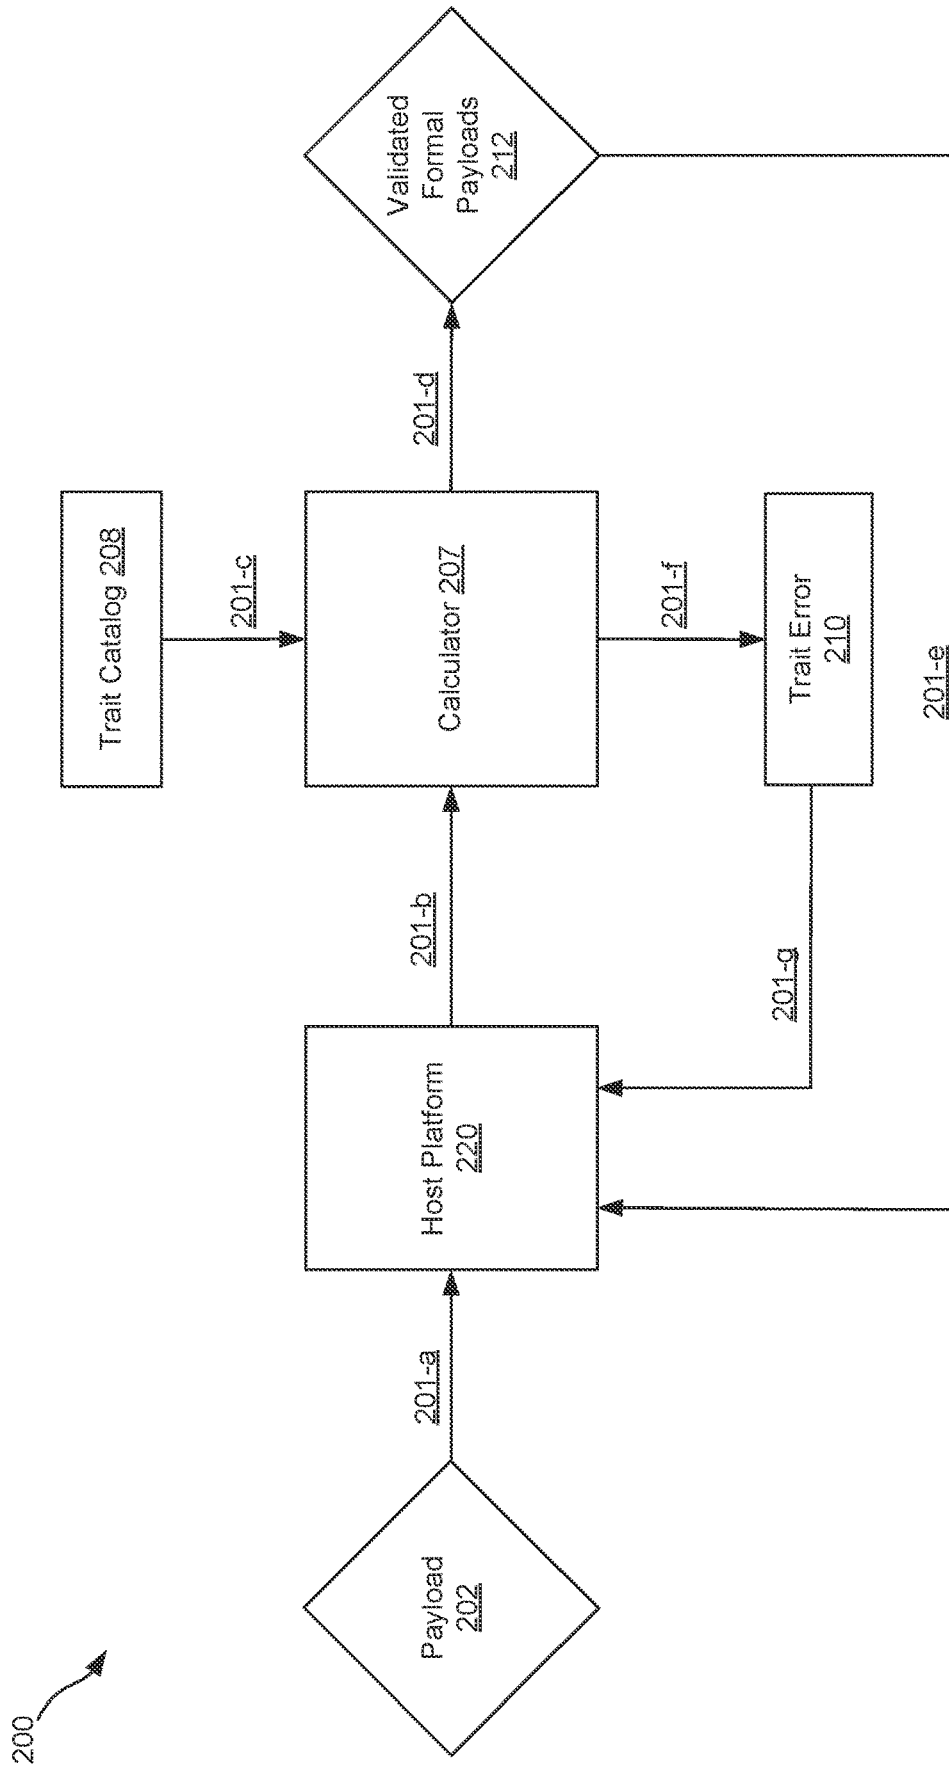 200
Trait Catalog 208
201-c
Payload
202
201-a
Host Platform
220
201-b
Calculator 207
201-d
Validated
Formal
Payloads
212
201-f
201-g
Trait Error
210
201-e